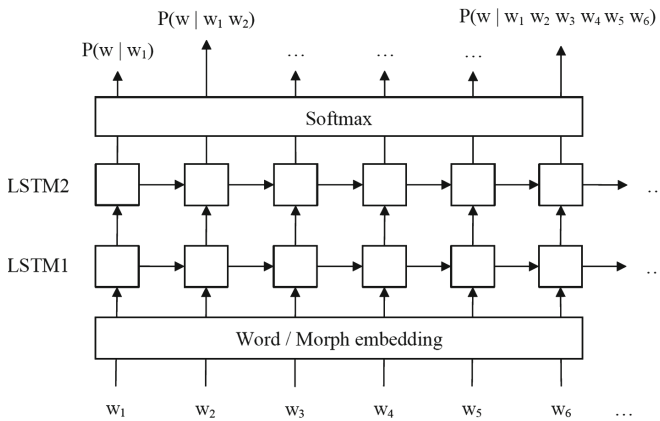 P(w | w₁ w₂) P(w | w₁ w₂ w₃ w₄ w₅ w₆)
P(w | w₁) … … …
Softmax
LSTM2 ..
LSTM1 ..
Word / Morph embedding
w₁ w₂ w₃ w₄ w₅ w₆ …